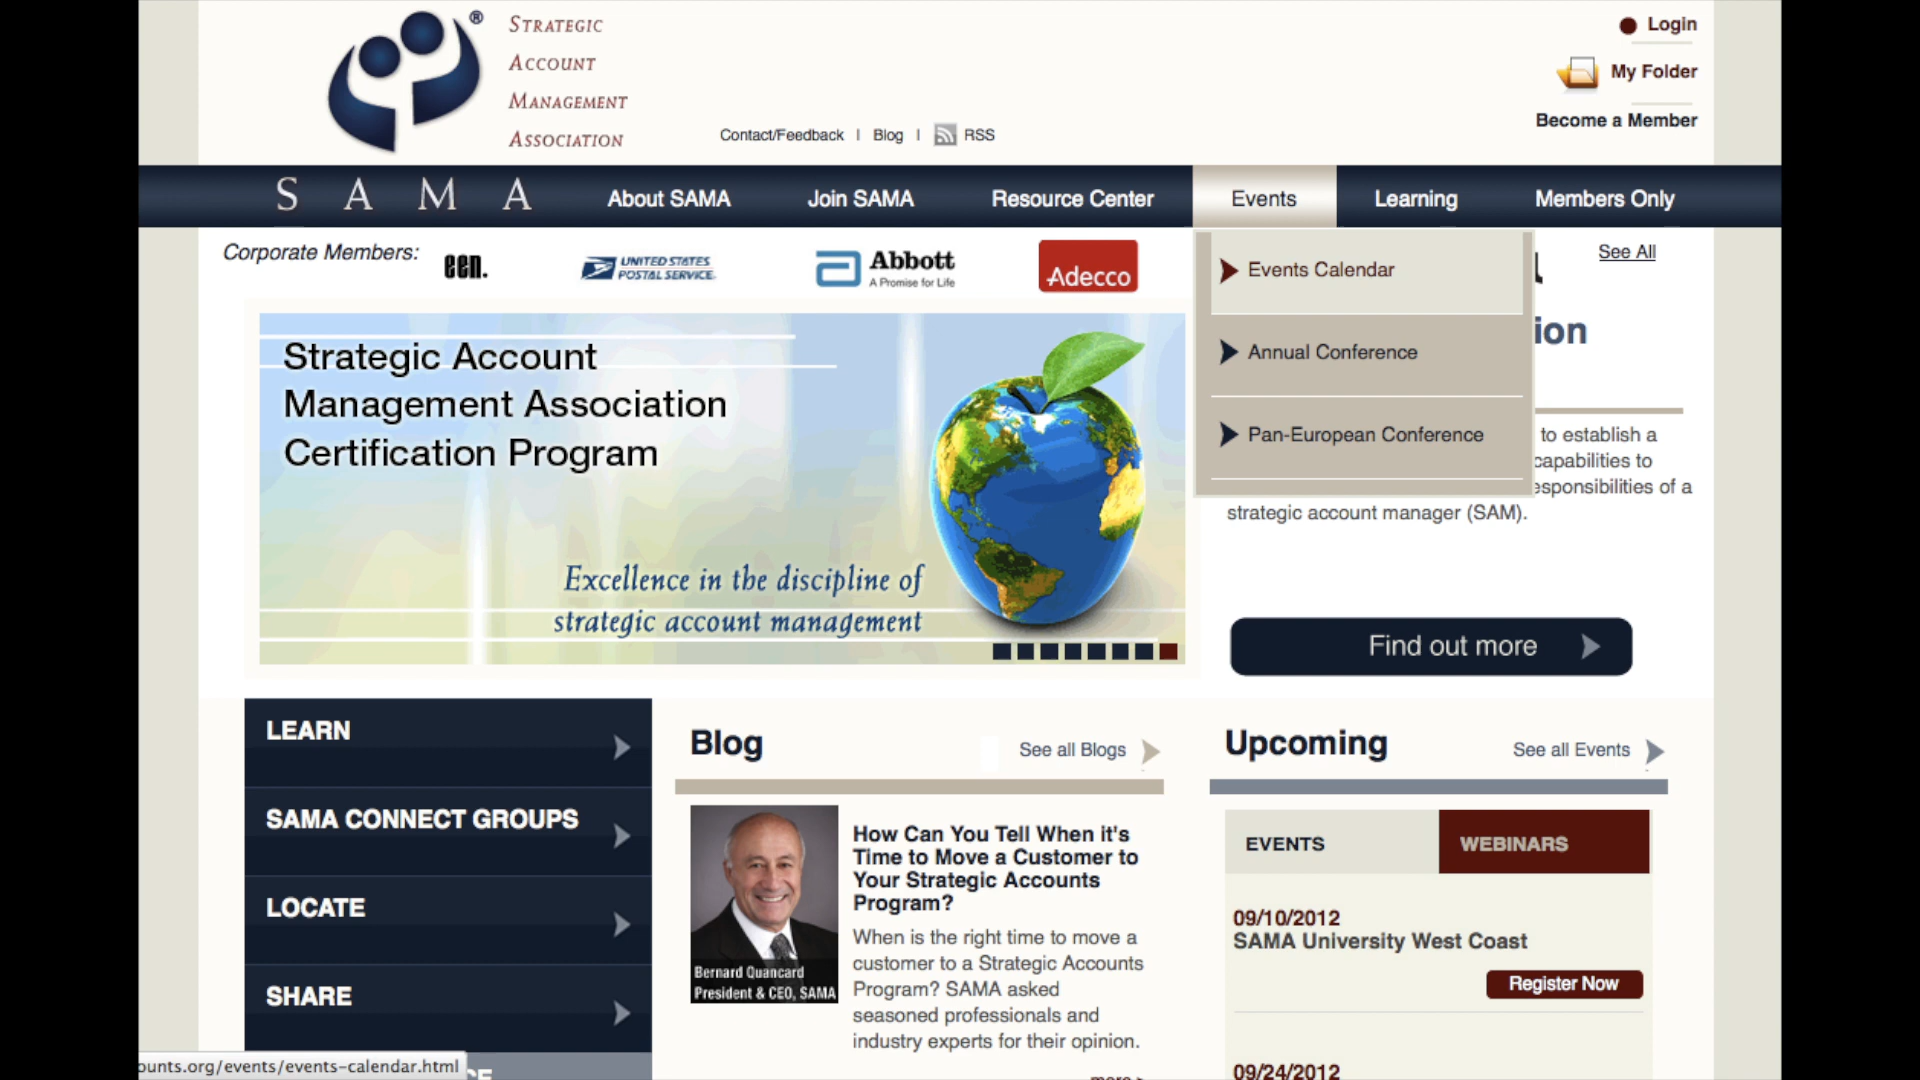 ®
STRATEGIC
ACCOUNT
MANAGEMENT
ASSOCIATION
Contact/Feedback | Blog | RSS
Login
My Folder
Become a Member
SAMA
About SAMA
Join SAMA
Resource Center
Events
Learning
Members Only
Corporate Members:
een.
UNITED STATES
POSTAL SERVICE
Abbott
A Promise for Life
Adecco
See All
Events Calendar
Annual Conference
Pan-European Conference
Strategic Account
Management Association
Certification Program
Excellence in the discipline of
strategic account management
to establish a
capabilities to
strategic account manager (SAM).
Find out more
LEARN
SAMA CONNECT GROUPS
LOCATE
SHARE
Blog
See all Blogs
How Can You Tell When it's
Time to Move a Customer to
Your Strategic Accounts
Program?
When is the right time to move a
customer to a Strategic Accounts
Program? SAMA asked
seasoned professionals and
industry experts for their opinion.
Bernard Quancard
President & CEO, SAMA
Upcoming
See all Events
EVENTS
WEBINARS
09/10/2012
SAMA University West Coast
Register Now
09/24/2012
ounts.org/events/events-calendar.html